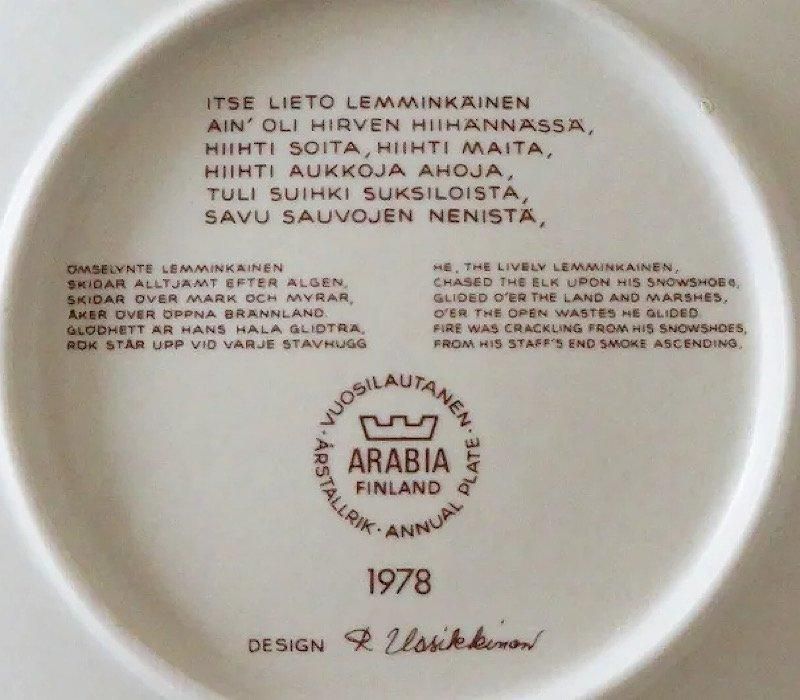 ITSE LIETO LEMMINKÄINEN
AIN' OLI HIRVEN HIIHÄNNÄSSÄ,
HIIHTI SOITA, HIIHTI MAITA,
HIIHTI AUKKOJA AHOJA,
TULI SUIHKI SUKSILOISTA,
SAVU SAUVOJEN NENISTÄ,
ÖMSELYNTE LEMMINKÄINEN
SKIDAR ALLTJÄMT EFTER ÄLGEN,
SKIDAR ÖVER MARK OCH MYRAR,
ÅKER ÖVER ÖPPNA BRÄNNLAND.
GLÖDHETT ÄR HANS HALA GLIDTRÄ,
RÖK STÅR UPP VID VARJE STAVHUGG
HE, THE LIVELY LEMMINKÄINEN,
CHASED THE ELK UPON HIS SNOWSHOES,
GLIDED O'ER THE LAND AND MARSHES,
O'ER THE OPEN WASTES HE GLIDED.
FIRE WAS CRACKLING FROM HIS SNOWSHOES,
FROM HIS STAFF'S END SMOKE ASCENDING.
· VUOSILAUTANEN ·
ARABIA
FINLAND
ÅRSTALLRIK · ANNUAL PLATE
1978
DESIGN R Uosikkinen